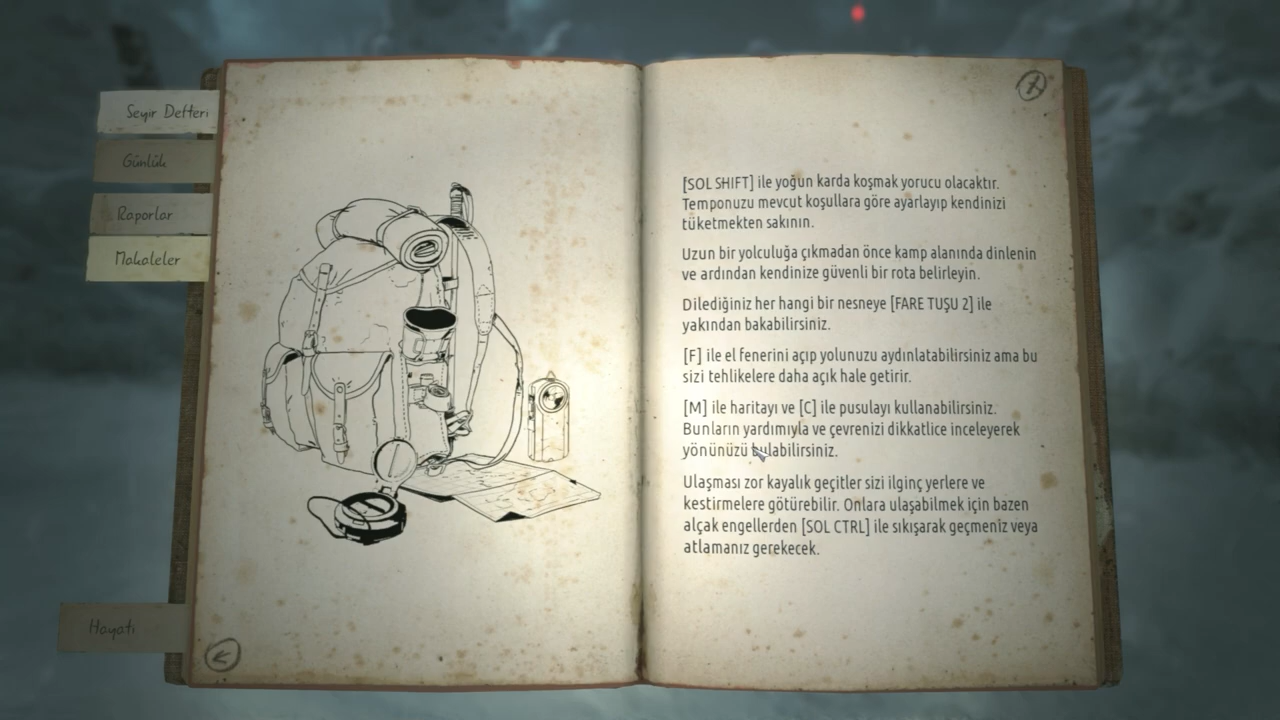 Seyir Defteri
Günlük
Raporlar
Makaleler
Hayati
[SOL SHIFT] ile yoğun karda koşmak yorucu olacaktır.
Temponuzu mevcut koşullara göre ayarlayıp kendinizi
tüketmekten sakının.
Uzun bir yolculuğa çıkmadan önce kamp alanında dinlenin
ve ardından kendinize güvenli bir rota belirleyin.
Dilediğiniz her hangi bir nesneye [FARE TUŞU 2] ile
yakından bakabilirsiniz.
[F] ile el fenerini açıp yolunuzu aydınlatabilirsiniz ama bu
sizi tehlikelere daha açık hale getirir.
[M] ile haritayı ve [C] ile pusulayı kullanabilirsiniz.
Bunların yardımıyla ve çevrenizi dikkatlice inceleyerek
yönünüzü bulabilirsiniz.
Ulaşması zor kayalık geçitler sizi ilginç yerlere ve
kestirmelere götürebilir. Onlara ulaşabilmek için bazen
alçak engellerden [SOL CTRL] ile sıkışarak geçmeniz veya
atlamanız gerekecek.